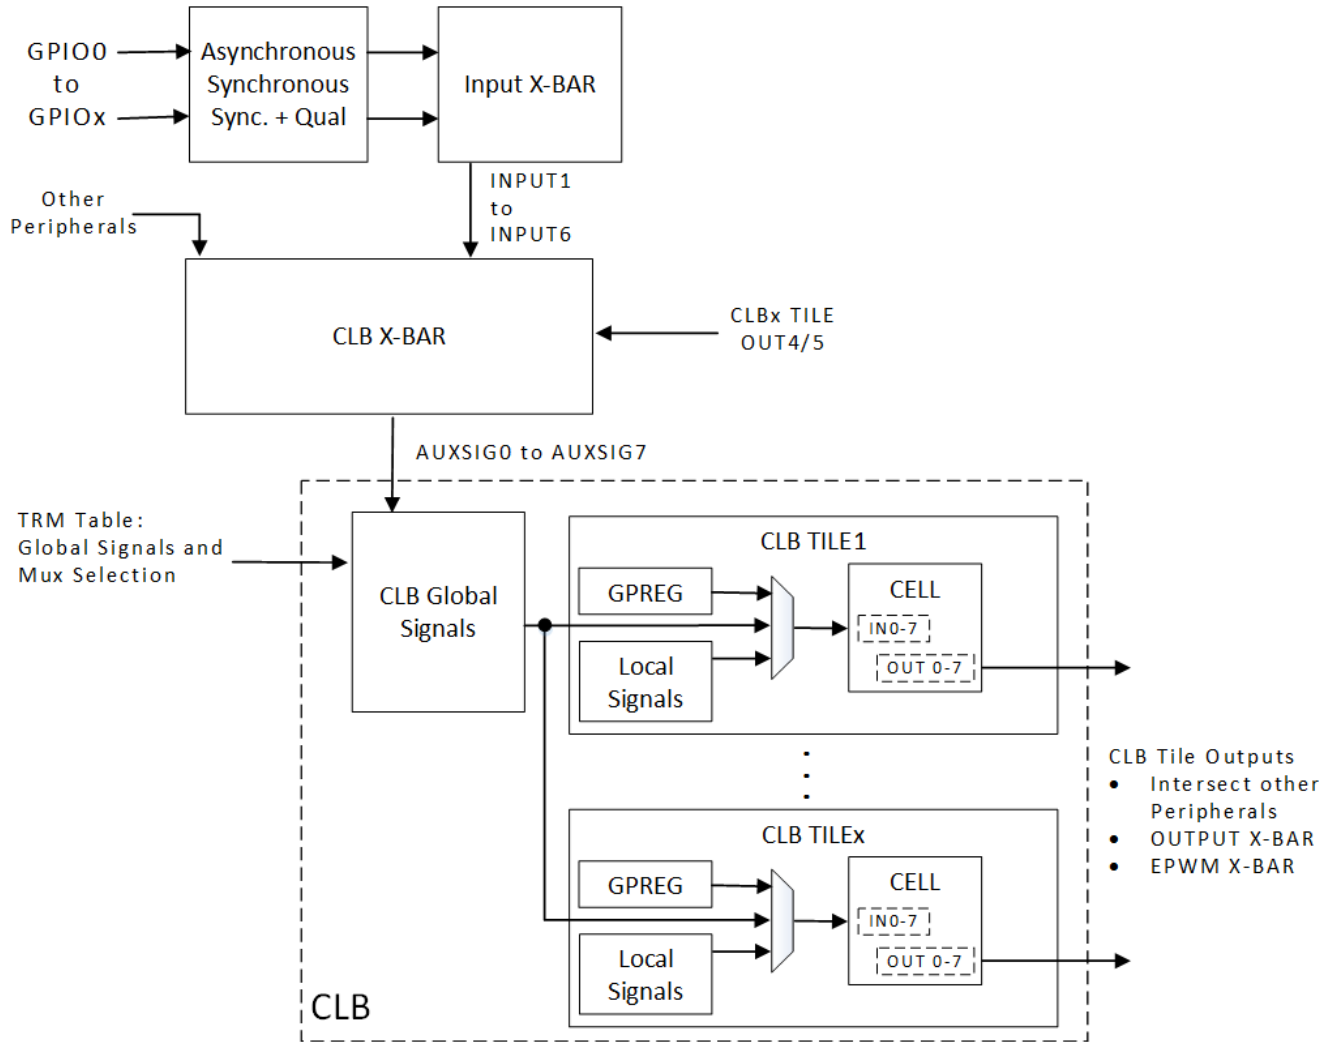 GPIO0
to
GPIOx
Asynchronous
Synchronous
Sync. + Qual
Input X-BAR
INPUT1
to
INPUT6
Other
Peripherals
CLB X-BAR
CLBx TILE
OUT4/5
AUXSIG0 to AUXSIG7
TRM Table:
Global Signals and
Mux Selection
CLB Global
Signals
CLB TILE1
GPREG
Local
Signals
CELL
IN0-7
OUT 0-7
CLB TILEx
GPREG
Local
Signals
CELL
IN0-7
OUT 0-7
CLB
CLB Tile Outputs
• Intersect other
Peripherals
• OUTPUT X-BAR
• EPWM X-BAR